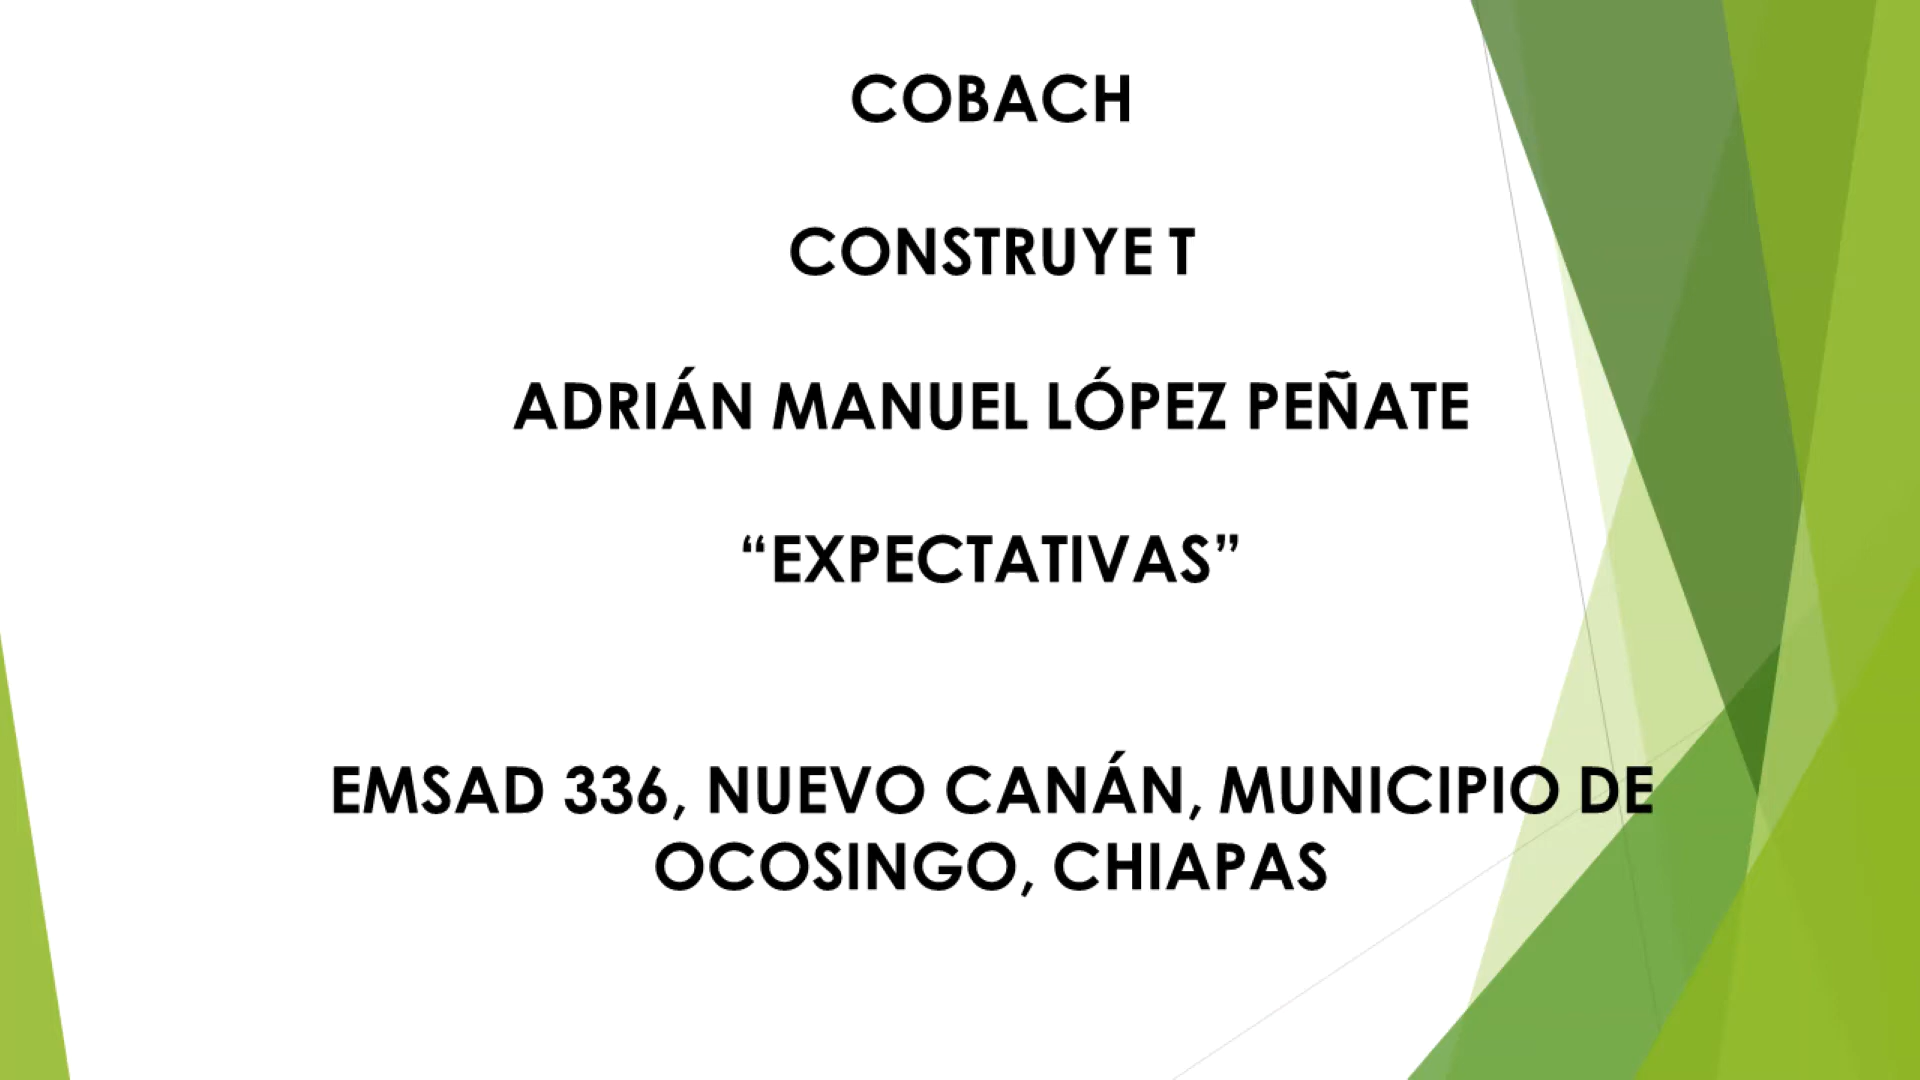 COBACH
CONSTRUYE T
ADRIÁN MANUEL LÓPEZ PEÑATE
“EXPECTATIVAS”
EMSAD 336, NUEVO CANÁN, MUNICIPIO DE
OCOSINGO, CHIAPAS